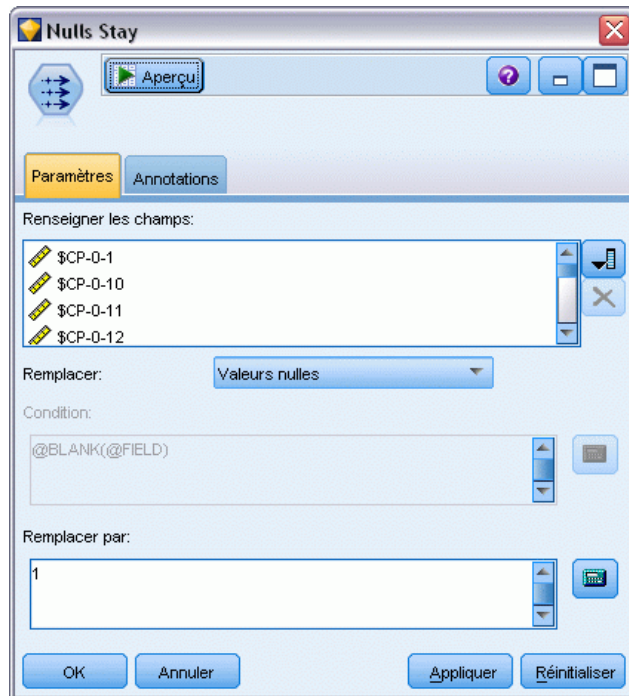 Nulls Stay
Aperçu
Paramètres
Annotations
Renseigner les champs:
$CP-0-1
$CP-0-10
$CP-0-11
$CP-0-12
Remplacer:
Valeurs nulles
Condition:
@BLANK(@FIELD)
Remplacer par:
1
OK
Annuler
Appliquer
Réinitialiser